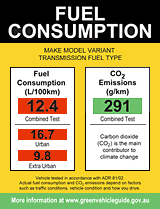 FUEL
CONSUMPTION
MAKE MODEL VARIANT
TRANSMISSION FUEL TYPE
Fuel
Consumption
(L/100km)
12.4
Combined Test
16.7
Urban
9.8
Extra Urban
CO2
Emissions
(g/km)
291
Combined Test
Carbon dioxide
(CO2) is the main
contributor to
climate change
Vehicle tested in accordance with ADR 81/02.
Actual fuel consumption and CO2 emissions depend on factors
such as traffic conditions, vehicle condition and how you drive.
More information at www.greenvehicleguide.gov.au